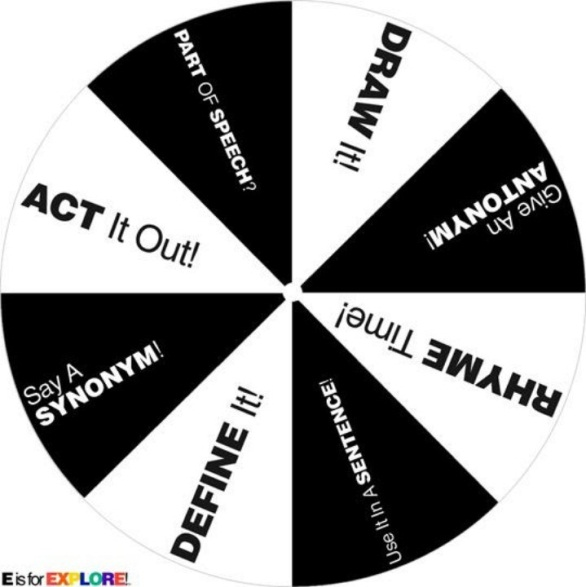 PART OF SPEECH?
DRAW It!
Give An
ANTONYM!
RHYME Time!
Use It In A SENTENCE!
DEFINE It!
Say A
SYNONYM!
ACT It Out!
E is for EXPLORE!